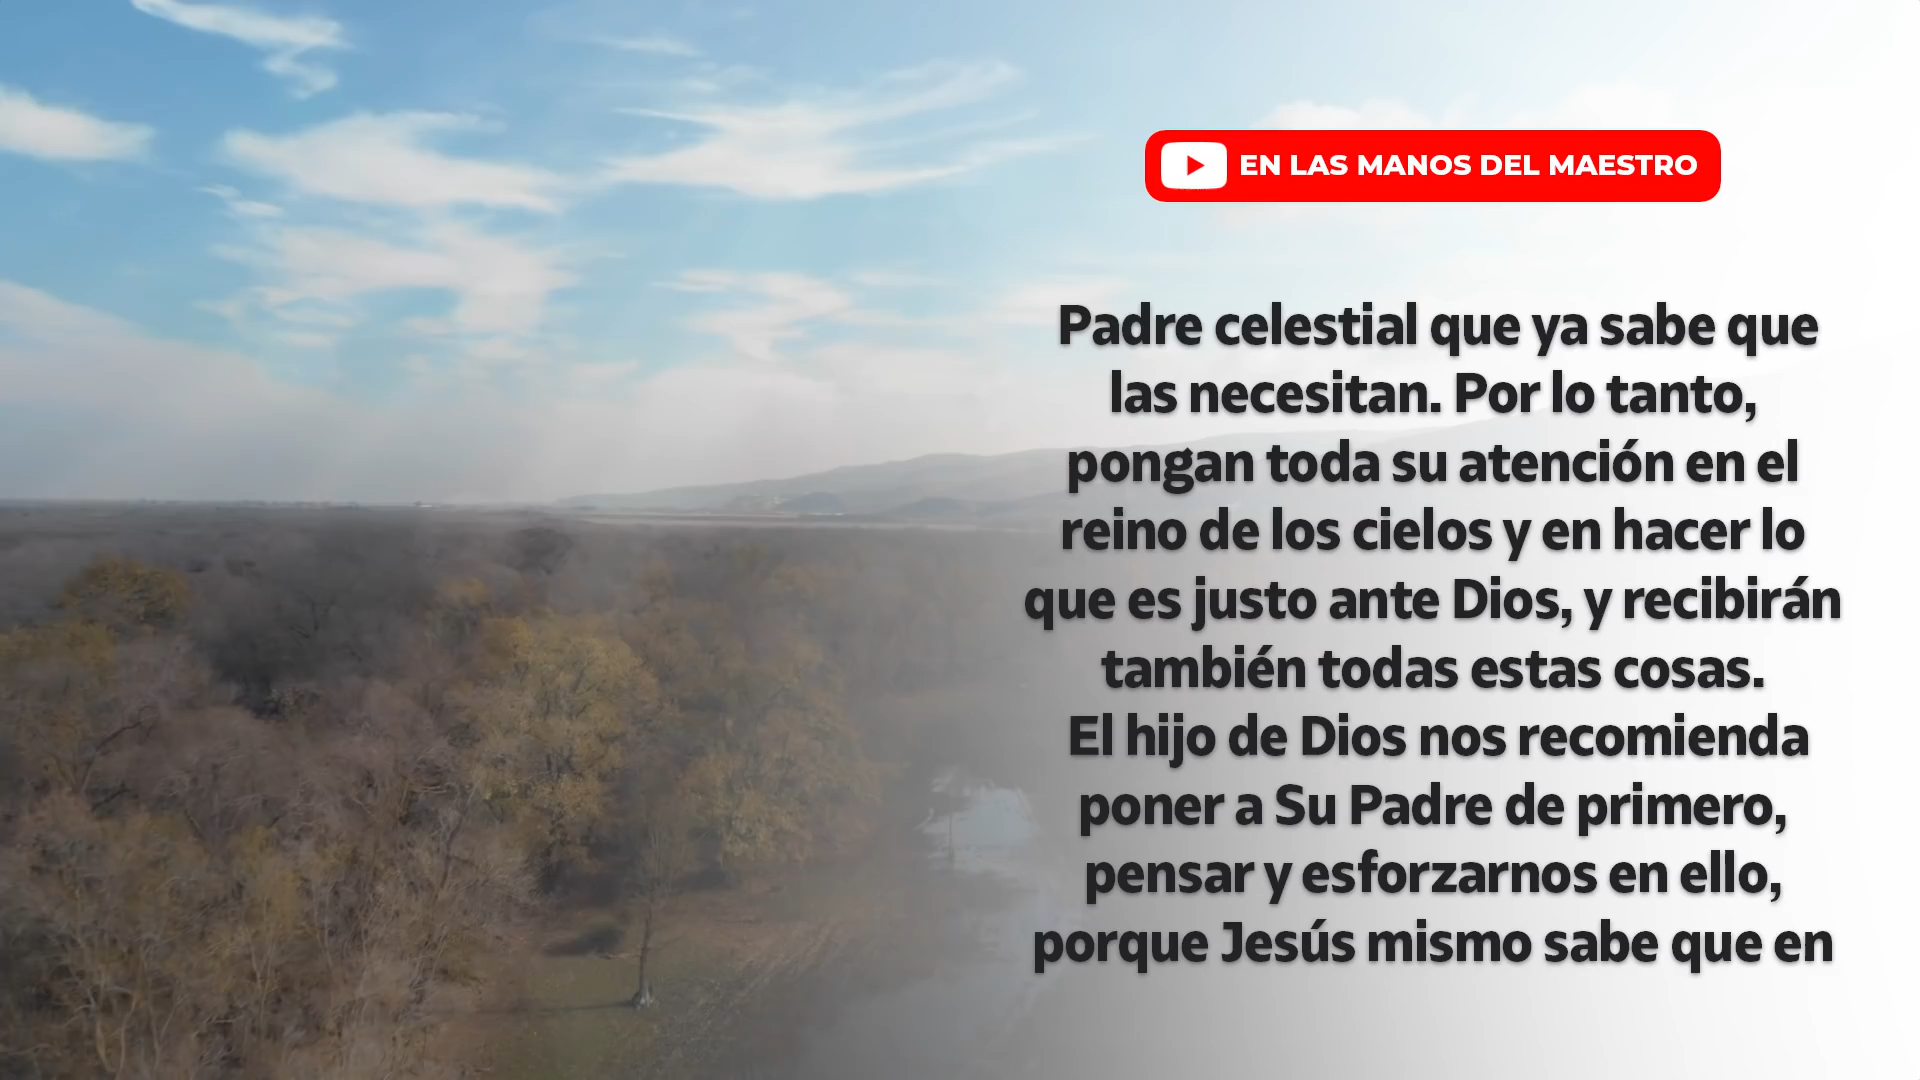 EN LAS MANOS DEL MAESTRO
Padre celestial que ya sabe que
las necesitan. Por lo tanto,
pongan toda su atención en el
reino de los cielos y en hacer lo
que es justo ante Dios, y recibirán
también todas estas cosas.
El hijo de Dios nos recomienda
poner a Su Padre de primero,
pensar y esforzarnos en ello,
porque Jesús mismo sabe que en